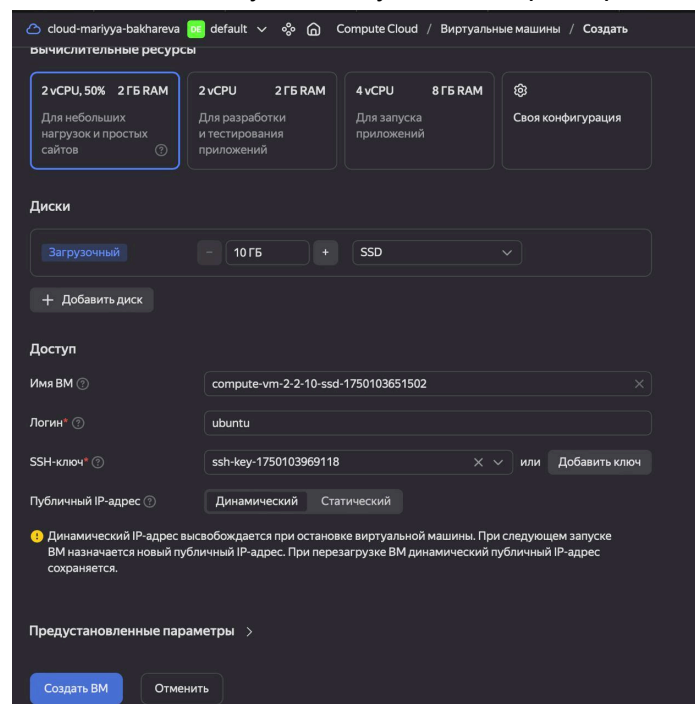 cloud-mariyya-bakhareva DE default Compute Cloud / Виртуальные машины / Создать
Вычислительные ресурсы
2 vCPU, 50% 2 ГБ RAM
Для небольших
нагрузок и простых
сайтов
2 vCPU 2 ГБ RAM
Для разработки
и тестирования
приложений
4 vCPU 8 ГБ RAM
Для запуска
приложений
Своя конфигурация
Диски
Загрузочный − 10 ГБ + SSD
+ Добавить диск
Доступ
Имя ВМ compute-vm-2-2-10-ssd-1750103651502
Логин* ubuntu
SSH-ключ* ssh-key-1750103969118 или Добавить ключ
Публичный IP-адрес Динамический Статический
Динамический IP-адрес высвобождается при остановке виртуальной машины. При следующем запуске
ВМ назначается новый публичный IP-адрес. При перезагрузке ВМ динамический публичный IP-адрес
сохраняется.
Предустановленные параметры
Создать ВМ Отменить